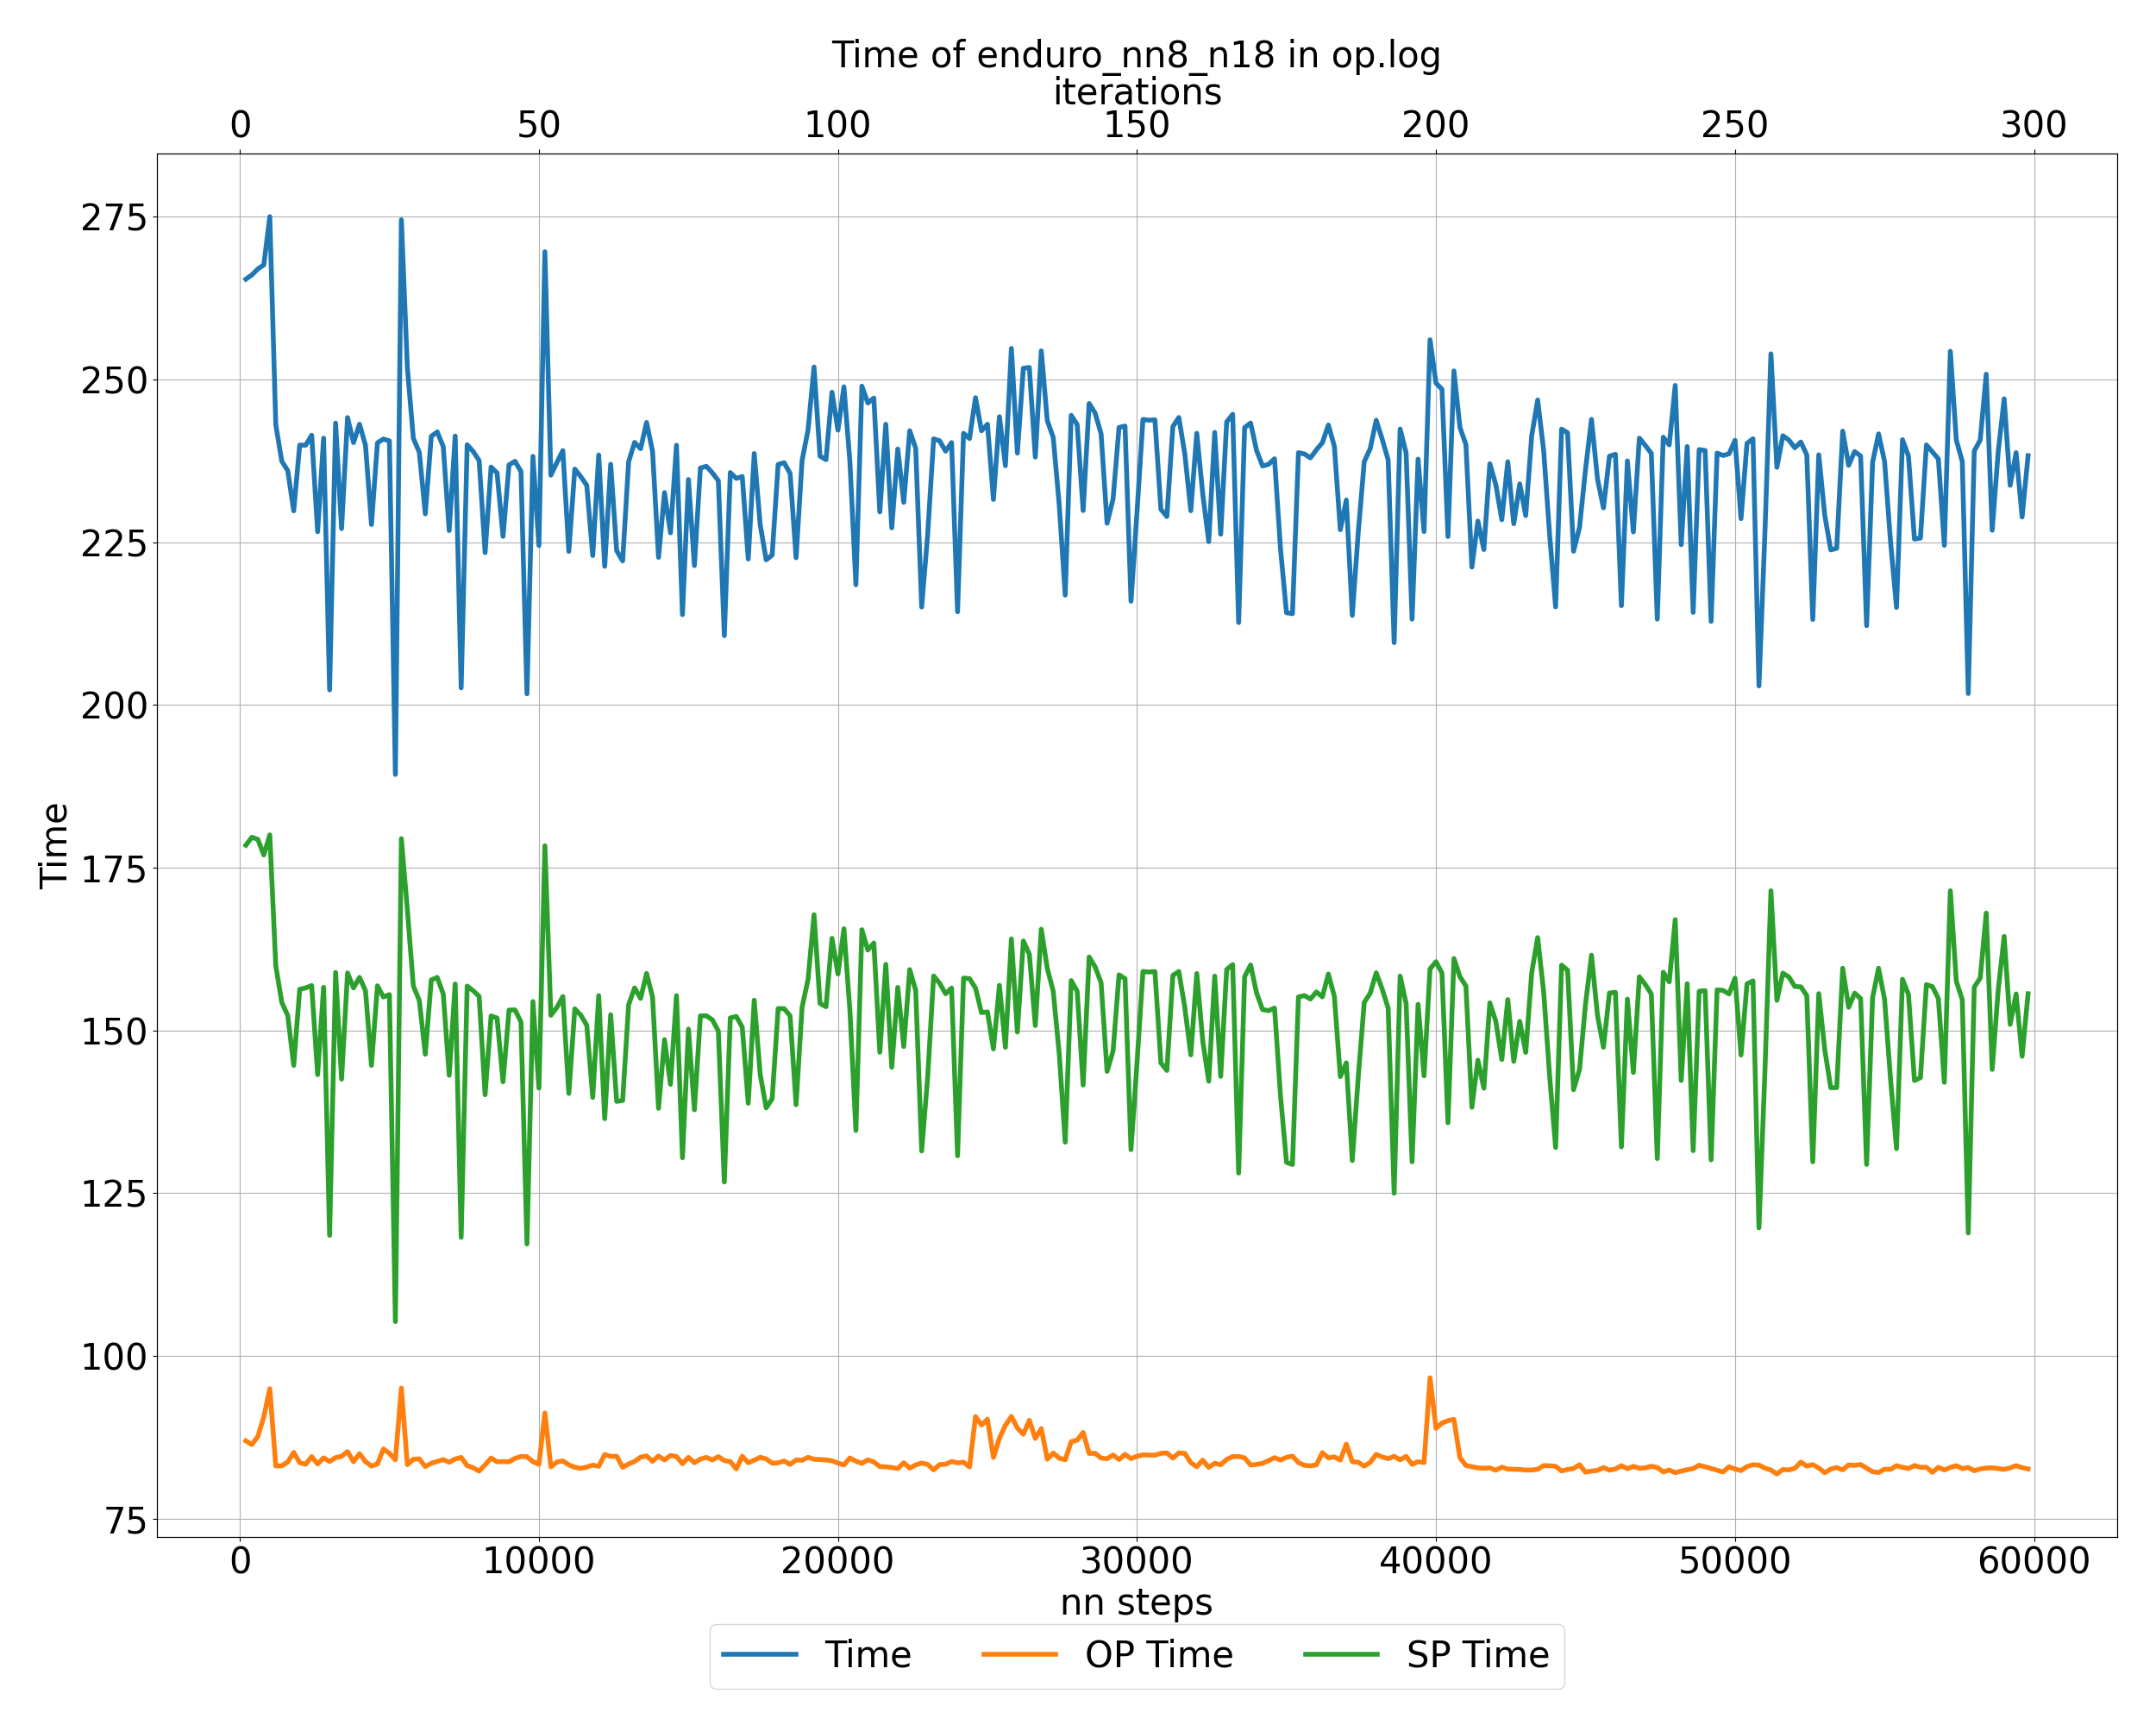 Time of enduro_nn8_n18 in op.log
iterations
0 50 100 150 200 250 300
275
250
225
200
175
150
125
100
75
Time
0 10000 20000 30000 40000 50000 60000
nn steps
Time OP Time SP Time